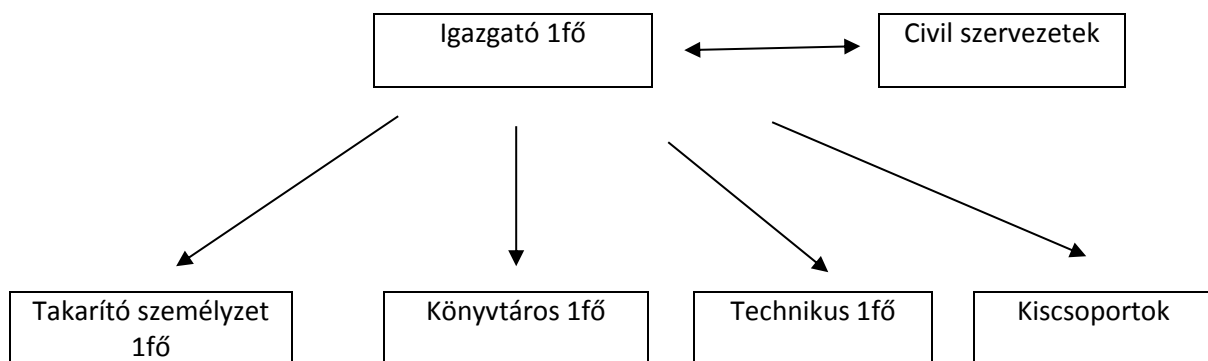 Igazgató 1fő
Civil szervezetek
Takarító személyzet
1fő
Könyvtáros 1fő
Technikus 1fő
Kiscsoportok